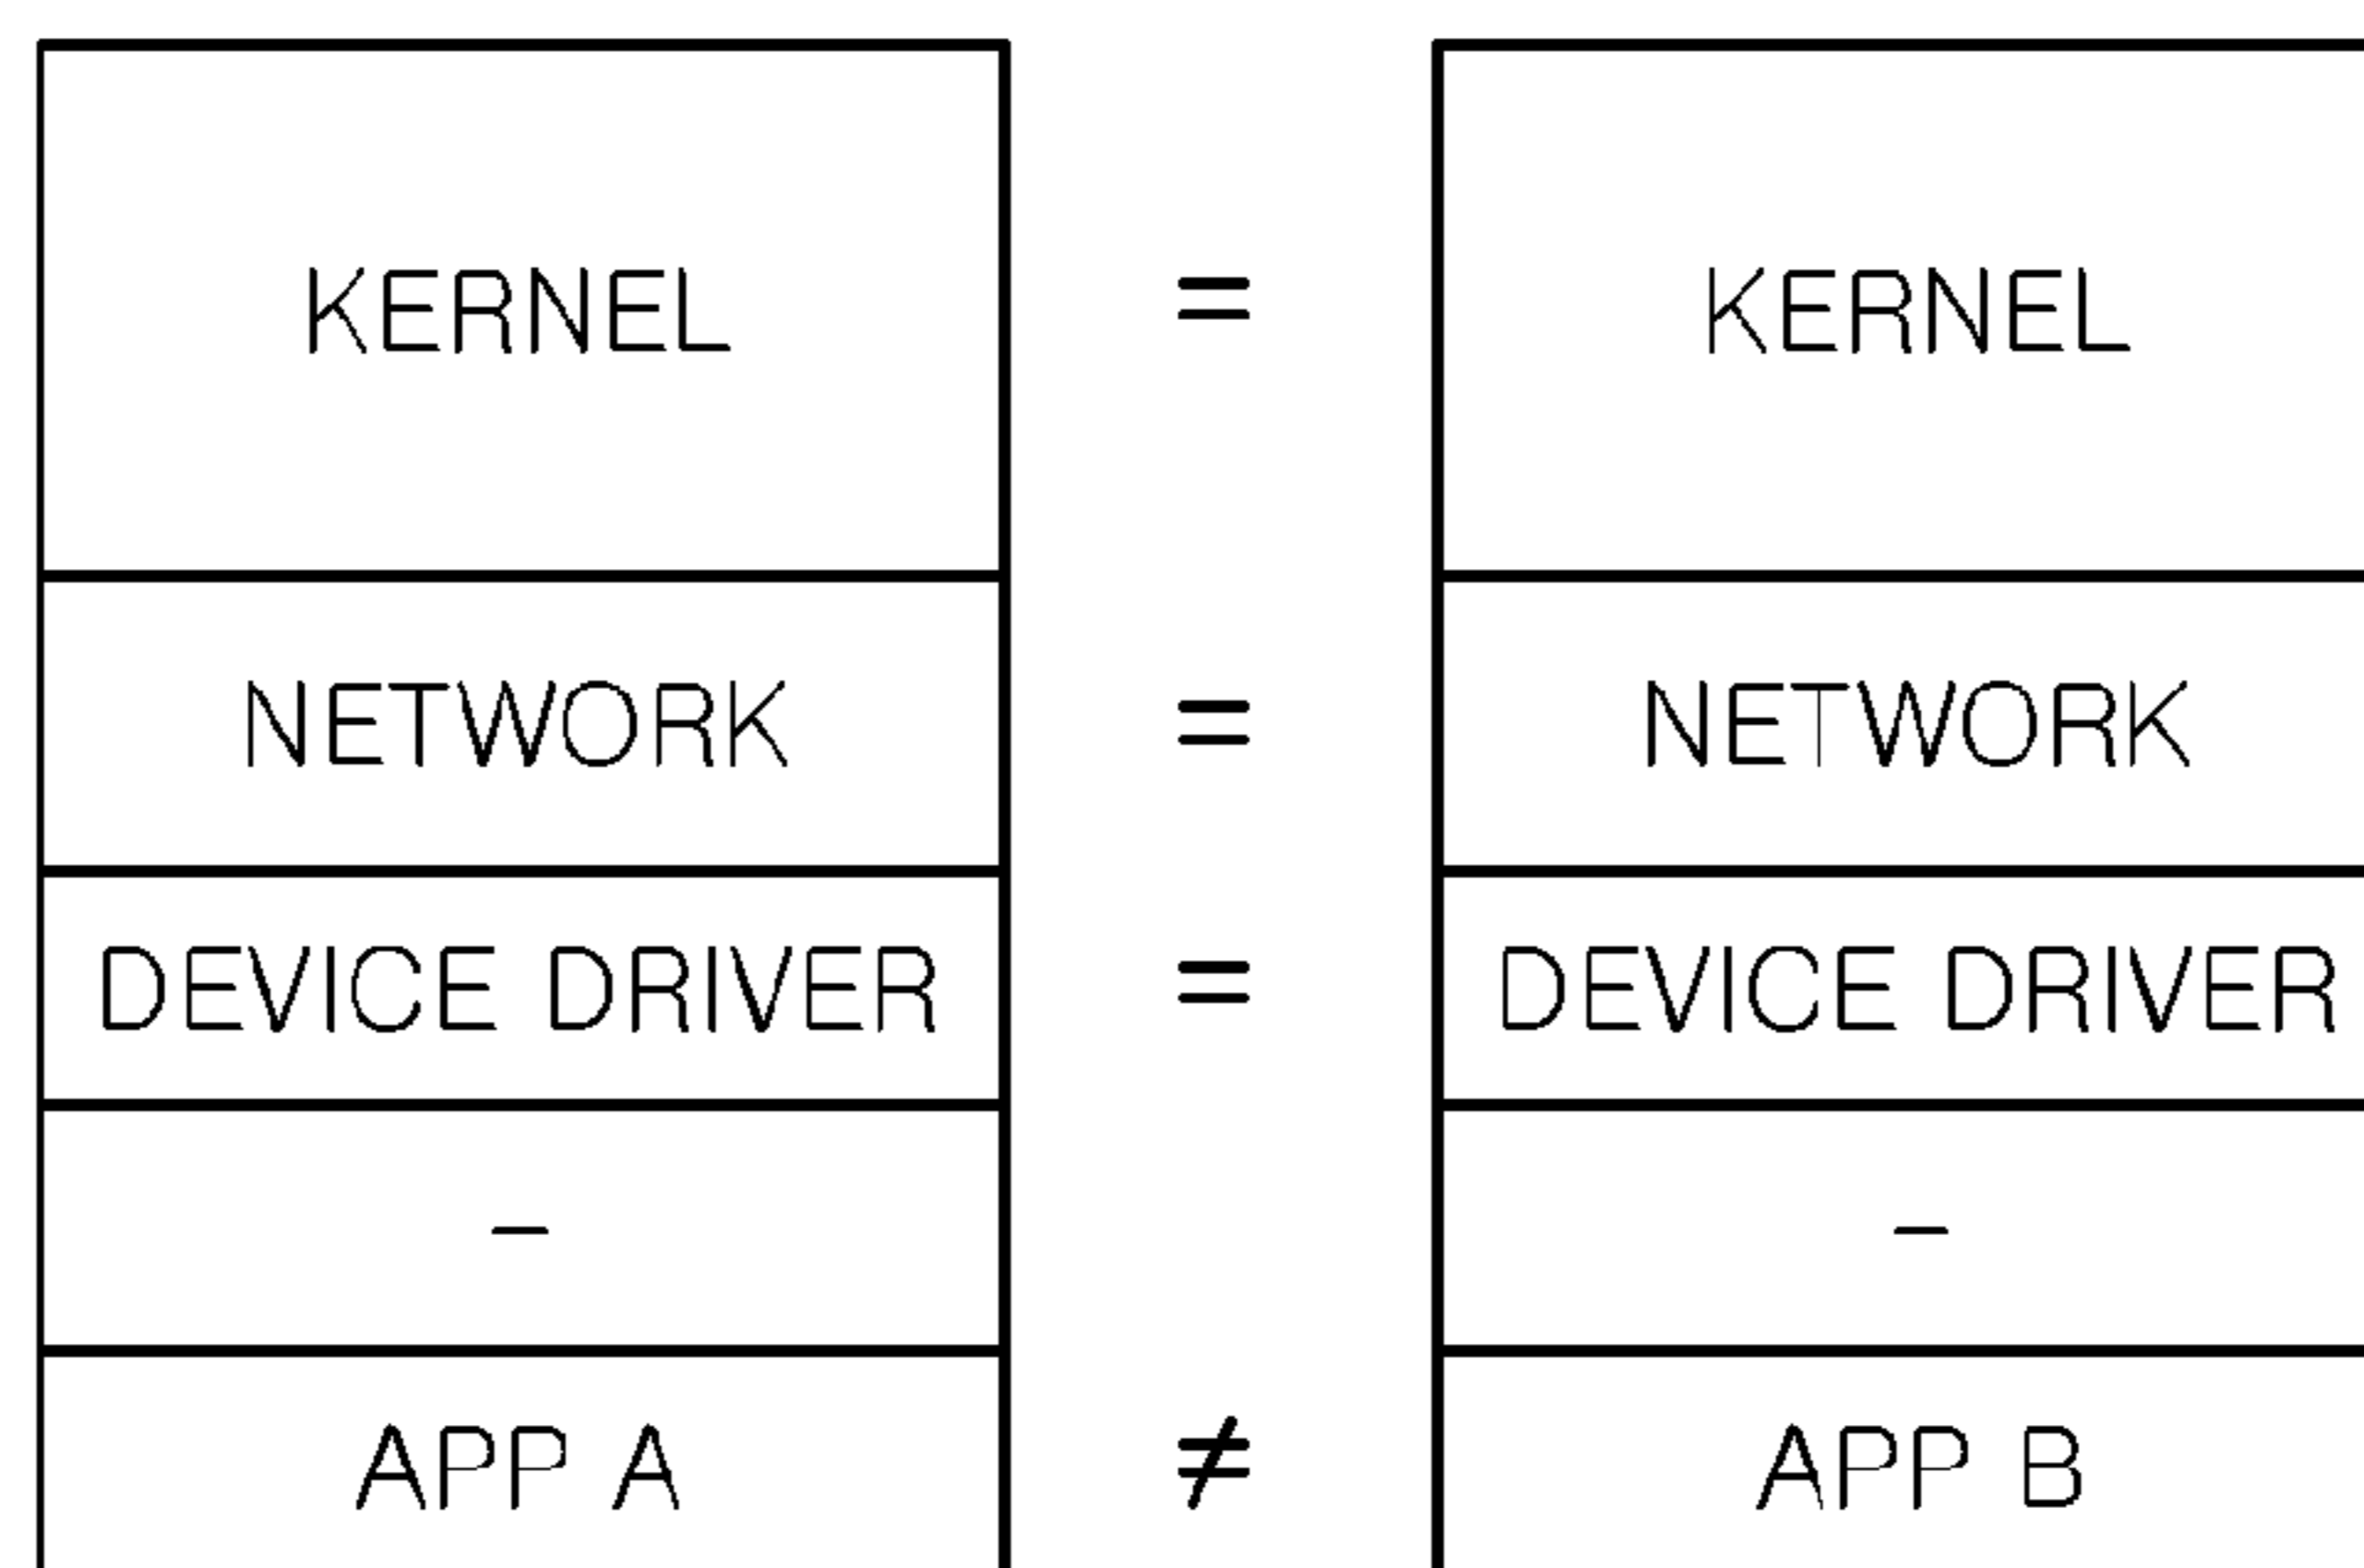 KERNEL = KERNEL
NETWORK = NETWORK
DEVICE DRIVER = DEVICE DRIVER
– –
APP A ≠ APP B